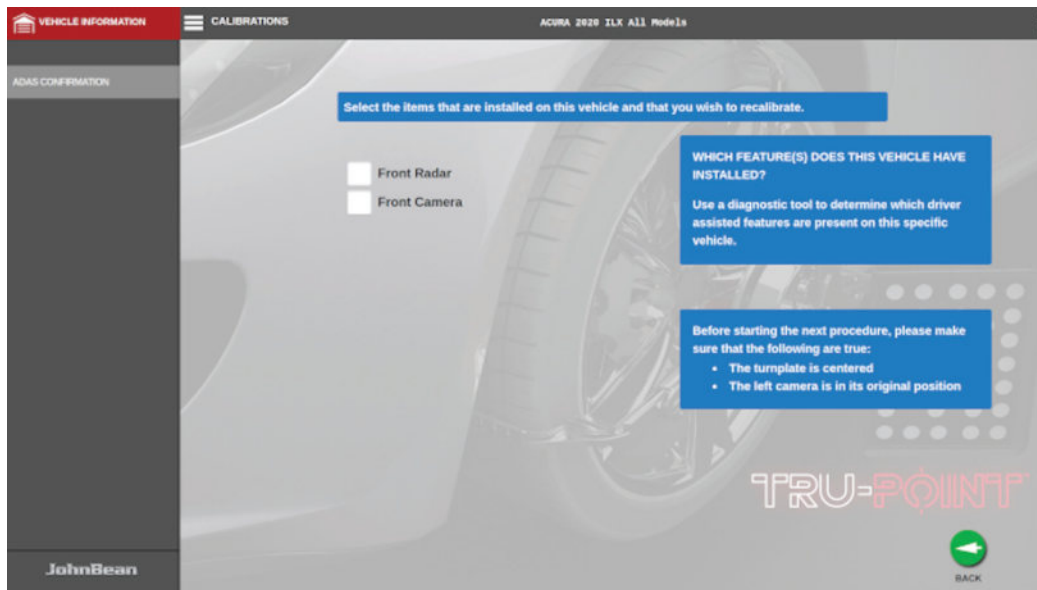 VEHICLE INFORMATION
CALIBRATIONS
ACURA 2020 ILX All Models
ADAS CONFIRMATION
Select the items that are installed on this vehicle and that you wish to recalibrate.
Front Radar
Front Camera
WHICH FEATURE(S) DOES THIS VEHICLE HAVE
INSTALLED?
Use a diagnostic tool to determine which driver
assisted features are present on this specific
vehicle.
Before starting the next procedure, please make
sure that the following are true:
• The turnplate is centered
• The left camera is in its original position
TRU-POINT
JohnBean
BACK